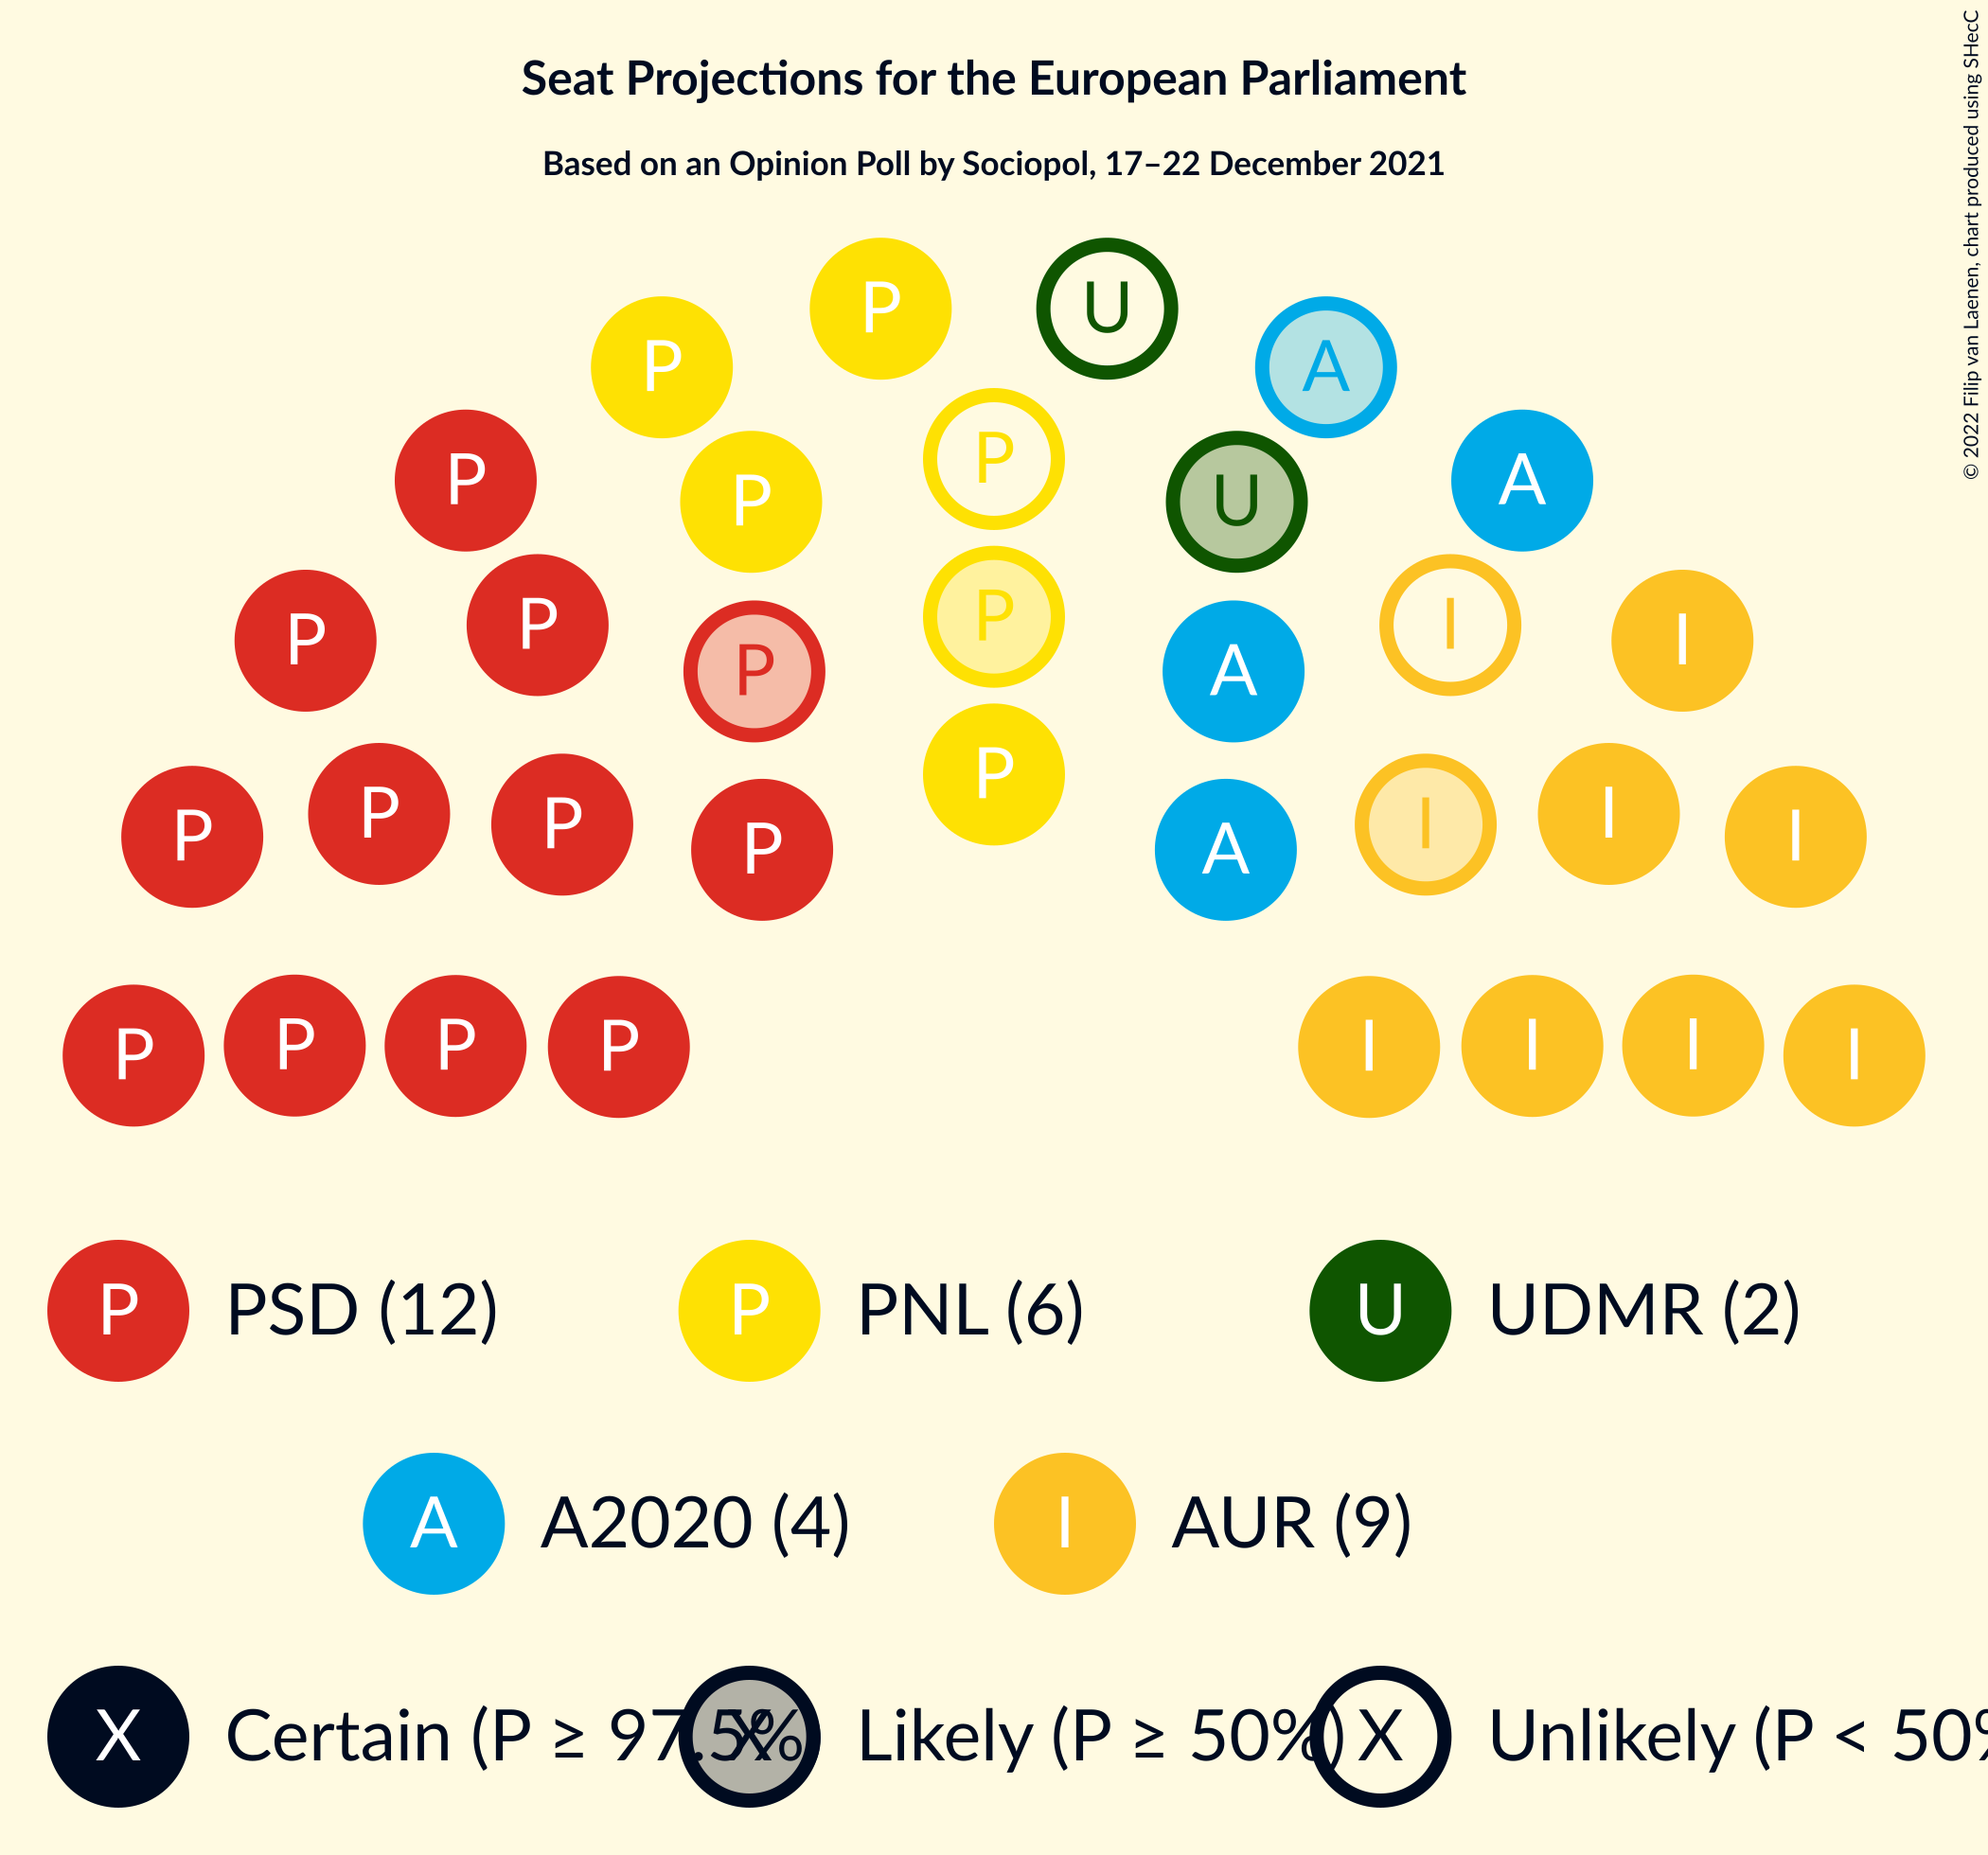 Seat Projections for the European Parliament
Based on an Opinion Poll by Sociopol, 17–22 December 2021
© 2022 Filip van Laenen, chart produced using SHecC
P U
P A
P A
P
P U
P I
P P I
P A
P I
P I
P
P I
P A
P P P P I I I I
P PSD (12) P PNL (6) U UDMR (2)
A A2020 (4) I AUR (9)
X Certain (P ≥ 97.5% X Likely (P ≥ 50%) X Unlikely (P < 50%